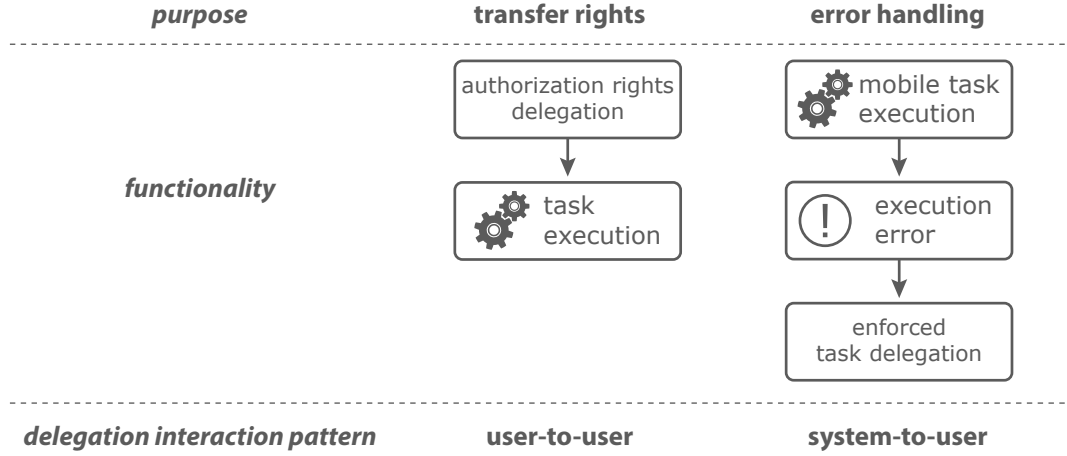 purpose
transfer rights
error handling
authorization rights
delegation
mobile task
execution
functionality
task
execution
!
execution
error
enforced
task delegation
delegation interaction pattern
user-to-user
system-to-user